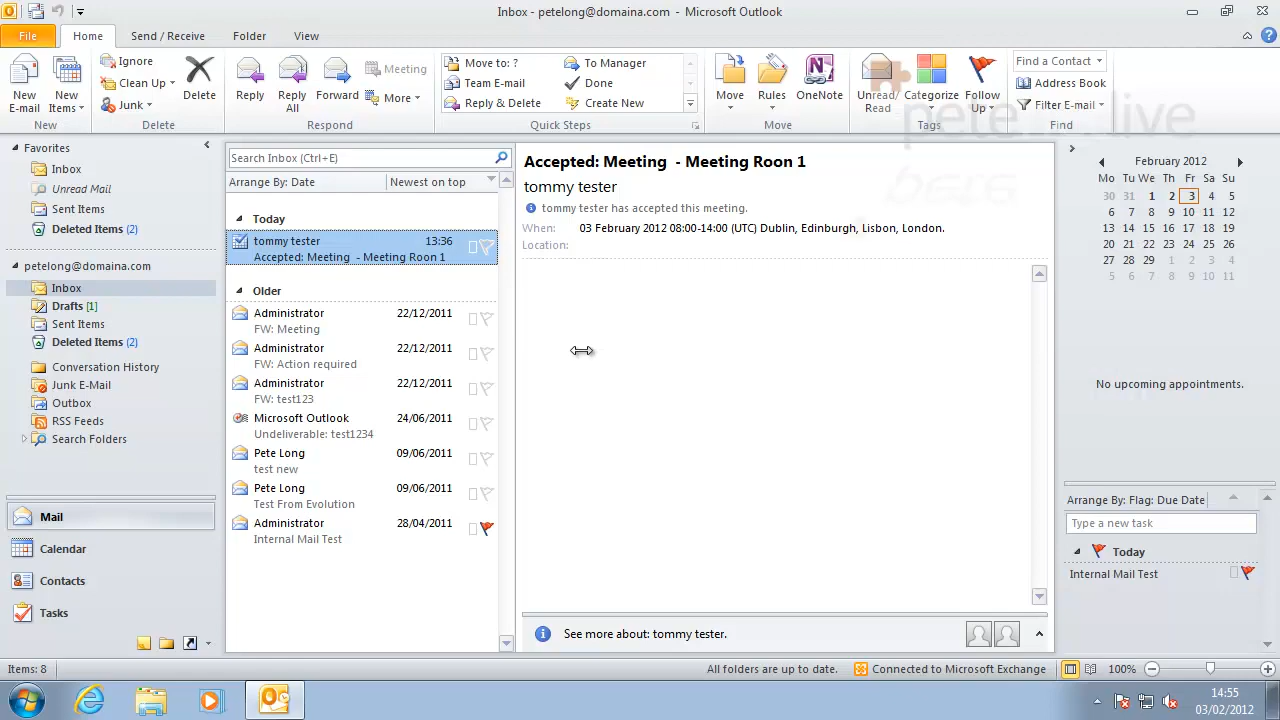 Inbox - petelong@domaina.com - Microsoft Outlook
File Home Send / Receive Folder View
New E-mail
New Items
Ignore
Clean Up
Junk
Delete
Reply
Reply All
Forward
Meeting
More
Move to: ?
Team E-mail
Reply & Delete
To Manager
Done
Create New
Move
Rules
OneNote
Unread/ Read
Categorize
Follow Up
Find a Contact
Address Book
Filter E-mail
New Delete Respond Quick Steps Move Tags Find
Favorites
Inbox
Unread Mail
Sent Items
Deleted Items (2)
petelong@domaina.com
Inbox
Drafts [1]
Sent Items
Deleted Items (2)
Conversation History
Junk E-Mail
Outbox
RSS Feeds
Search Folders
Mail
Calendar
Contacts
Tasks
Search Inbox (Ctrl+E)
Arrange By: Date Newest on top
Today
tommy tester 13:36
Accepted: Meeting - Meeting Roon 1
Older
Administrator 22/12/2011
FW: Meeting
Administrator 22/12/2011
FW: Action required
Administrator 22/12/2011
FW: test123
Microsoft Outlook 24/06/2011
Undeliverable: test1234
Pete Long 09/06/2011
test new
Pete Long 09/06/2011
Test From Evolution
Administrator 28/04/2011
Internal Mail Test
Accepted: Meeting - Meeting Roon 1
tommy tester
tommy tester has accepted this meeting.
When: 03 February 2012 08:00-14:00 (UTC) Dublin, Edinburgh, Lisbon, London.
Location:
See more about: tommy tester.
February 2012
Mo Tu We Th Fr Sa Su
30 31 1 2 3 4 5
6 7 8 9 10 11 12
13 14 15 16 17 18 19
20 21 22 23 24 25 26
27 28 29 1 2 3 4
5 6 7 8 9 10 11
No upcoming appointments.
Arrange By: Flag: Due Date
Type a new task
Today
Internal Mail Test
Items: 8
All folders are up to date. Connected to Microsoft Exchange 100%
14:55
03/02/2012